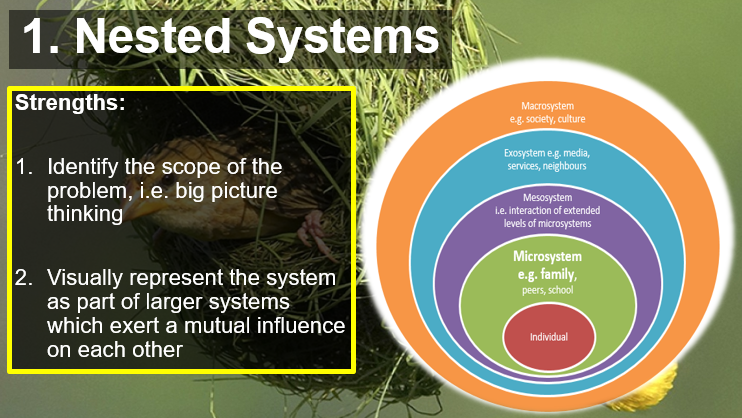 1. Nested Systems
Strengths:
1. Identify the scope of the
problem, i.e. big picture
thinking
2. Visually represent the system
as part of larger systems
which exert a mutual influence
on each other
Macrosystem
e.g. society, culture
Exosystem e.g. media,
services, neighbours
Mesosystem
i.e. interaction of extended
levels of microsystems
Microsystem
e.g. family,
peers, school
Individual